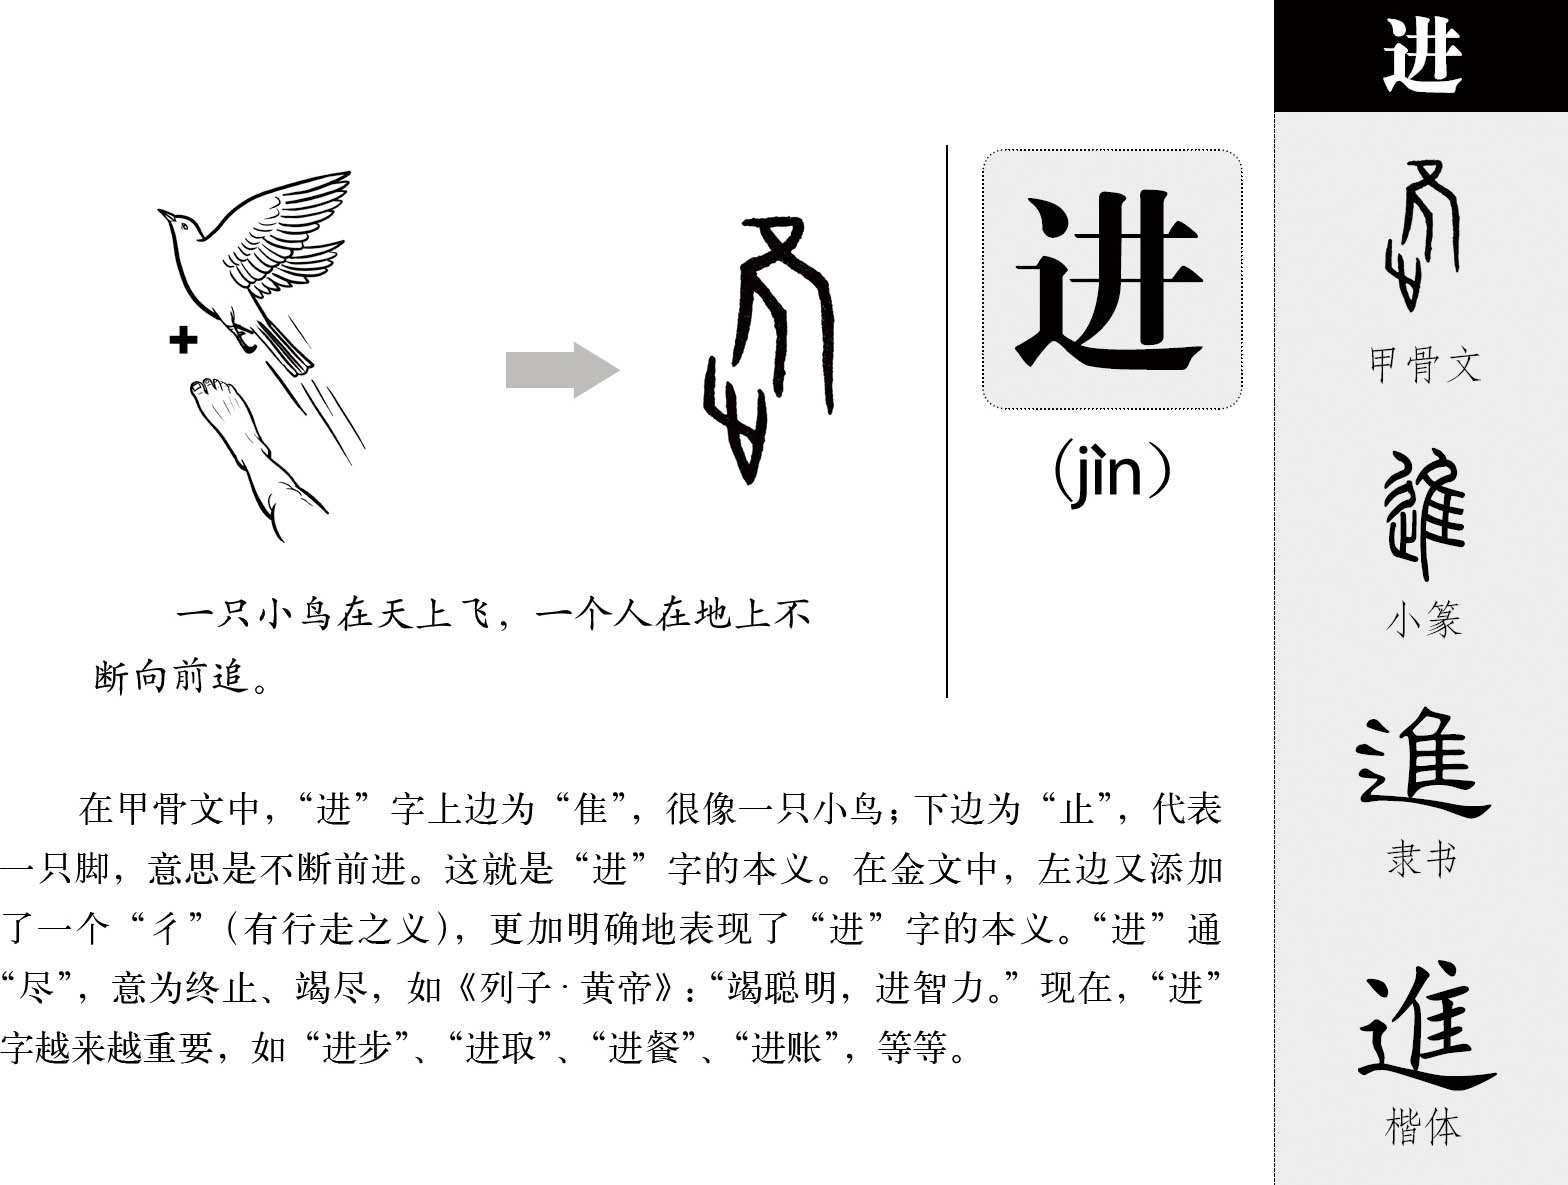 进
(jìn)
一只小鸟在天上飞，一个人在地上不
断向前追。
在甲骨文中，“进”字上边为“隹”，很像一只小鸟；下边为“止”，代表
一只脚，意思是不断前进。这就是“进”字的本义。在金文中，左边又添加
了一个“彳”（有行走之义），更加明确地表现了“进”字的本义。“进”通
“尽”，意为终止、竭尽，如《列子·黄帝》：“竭聪明，进智力。”现在，“进”
字越来越重要，如“进步”、“进取”、“进餐”、“进账”，等等。
进
甲骨文
進
小篆
進
隶书
進
楷体